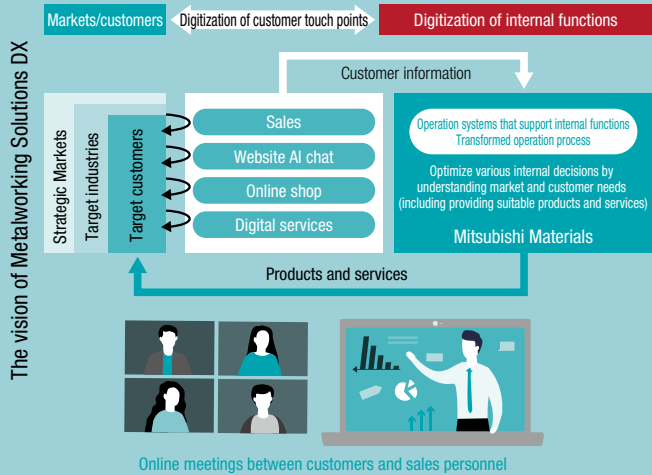 The vision of Metalworking Solutions DX
Markets/customers
Digitization of customer touch points
Digitization of internal functions
Customer information
Strategic Markets
Target industries
Target customers
Sales
Website AI chat
Online shop
Digital services
Operation systems that support internal functions
Transformed operation process
Optimize various internal decisions by
understanding market and customer needs
(including providing suitable products and services)
Mitsubishi Materials
Products and services
Online meetings between customers and sales personnel